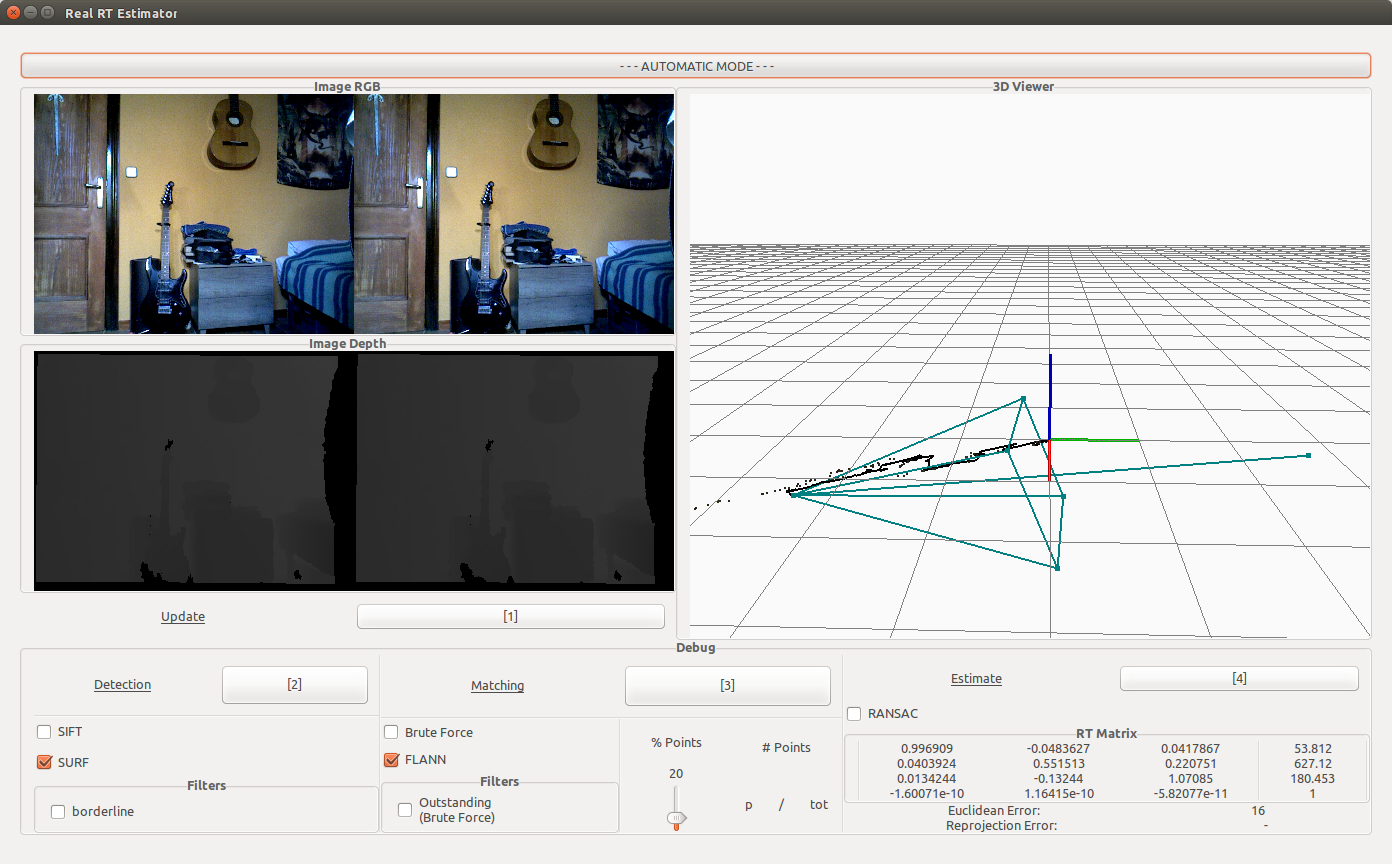 Real RT Estimator
- - - AUTOMATIC MODE - - -
Image RGB
3D Viewer
Image Depth
Update
[1]
Debug
Detection
[2]
Matching
[3]
Estimate
[4]
SIFT
SURF
Filters
borderline
Brute Force
FLANN
Filters
Outstanding
(Brute Force)
% Points
# Points
20
p / tot
RANSAC
RT Matrix
0.996909 -0.0483627 0.0417867 53.812
0.0403924 0.551513 0.220751 627.12
0.0134244 -0.13244 1.07085 180.453
-1.60071e-10 1.16415e-10 -5.82077e-11 1
Euclidean Error: 16
Reprojection Error: -